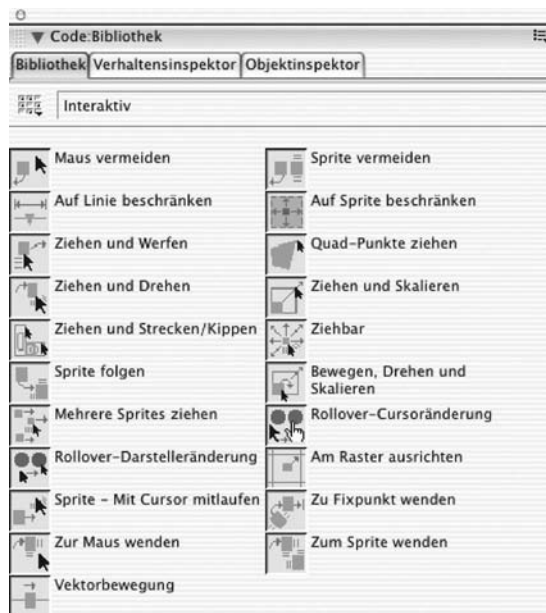 Code:Bibliothek
Bibliothek Verhaltensinspektor Objektinspektor
Interaktiv
Maus vermeiden
Sprite vermeiden
Auf Linie beschränken
Auf Sprite beschränken
Ziehen und Werfen
Quad-Punkte ziehen
Ziehen und Drehen
Ziehen und Skalieren
Ziehen und Strecken/Kippen
Ziehbar
Sprite folgen
Bewegen, Drehen und
Skalieren
Mehrere Sprites ziehen
Rollover-Cursoränderung
Rollover-Darstelleränderung
Am Raster ausrichten
Sprite - Mit Cursor mitlaufen
Zu Fixpunkt wenden
Zur Maus wenden
Zum Sprite wenden
Vektorbewegung